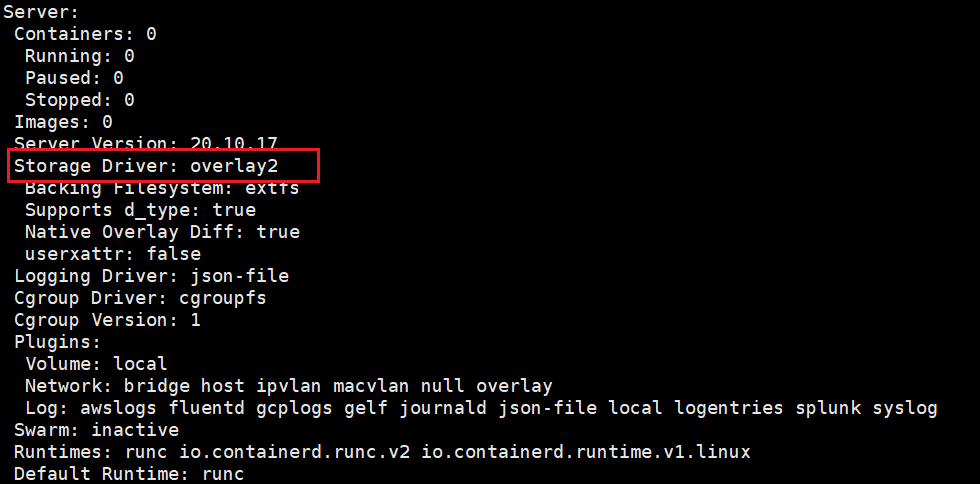 Server:
Containers: 0
Running: 0
Paused: 0
Stopped: 0
Images: 0
Server Version: 20.10.17
Storage Driver: overlay2
Backing Filesystem: extfs
Supports d_type: true
Native Overlay Diff: true
userxattr: false
Logging Driver: json-file
Cgroup Driver: cgroupfs
Cgroup Version: 1
Plugins:
Volume: local
Network: bridge host ipvlan macvlan null overlay
Log: awslogs fluentd gcplogs gelf journald json-file local logentries splunk syslog
Swarm: inactive
Runtimes: runc io.containerd.runc.v2 io.containerd.runtime.v1.linux
Default Runtime: runc